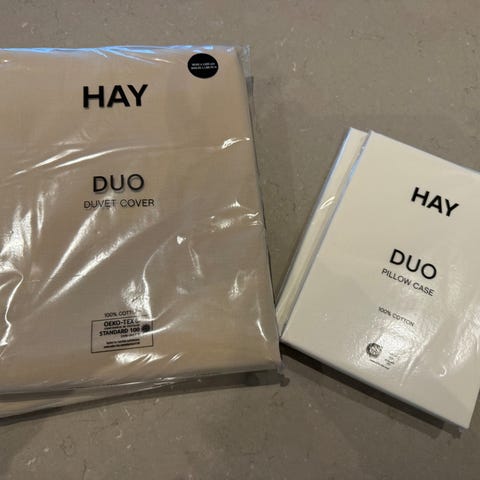 HAY
DUO
DUVET COVER
100% COTTON
OEKO-TEX®
STANDARD 100
HAY
DUO
PILLOW CASE
100% COTTON